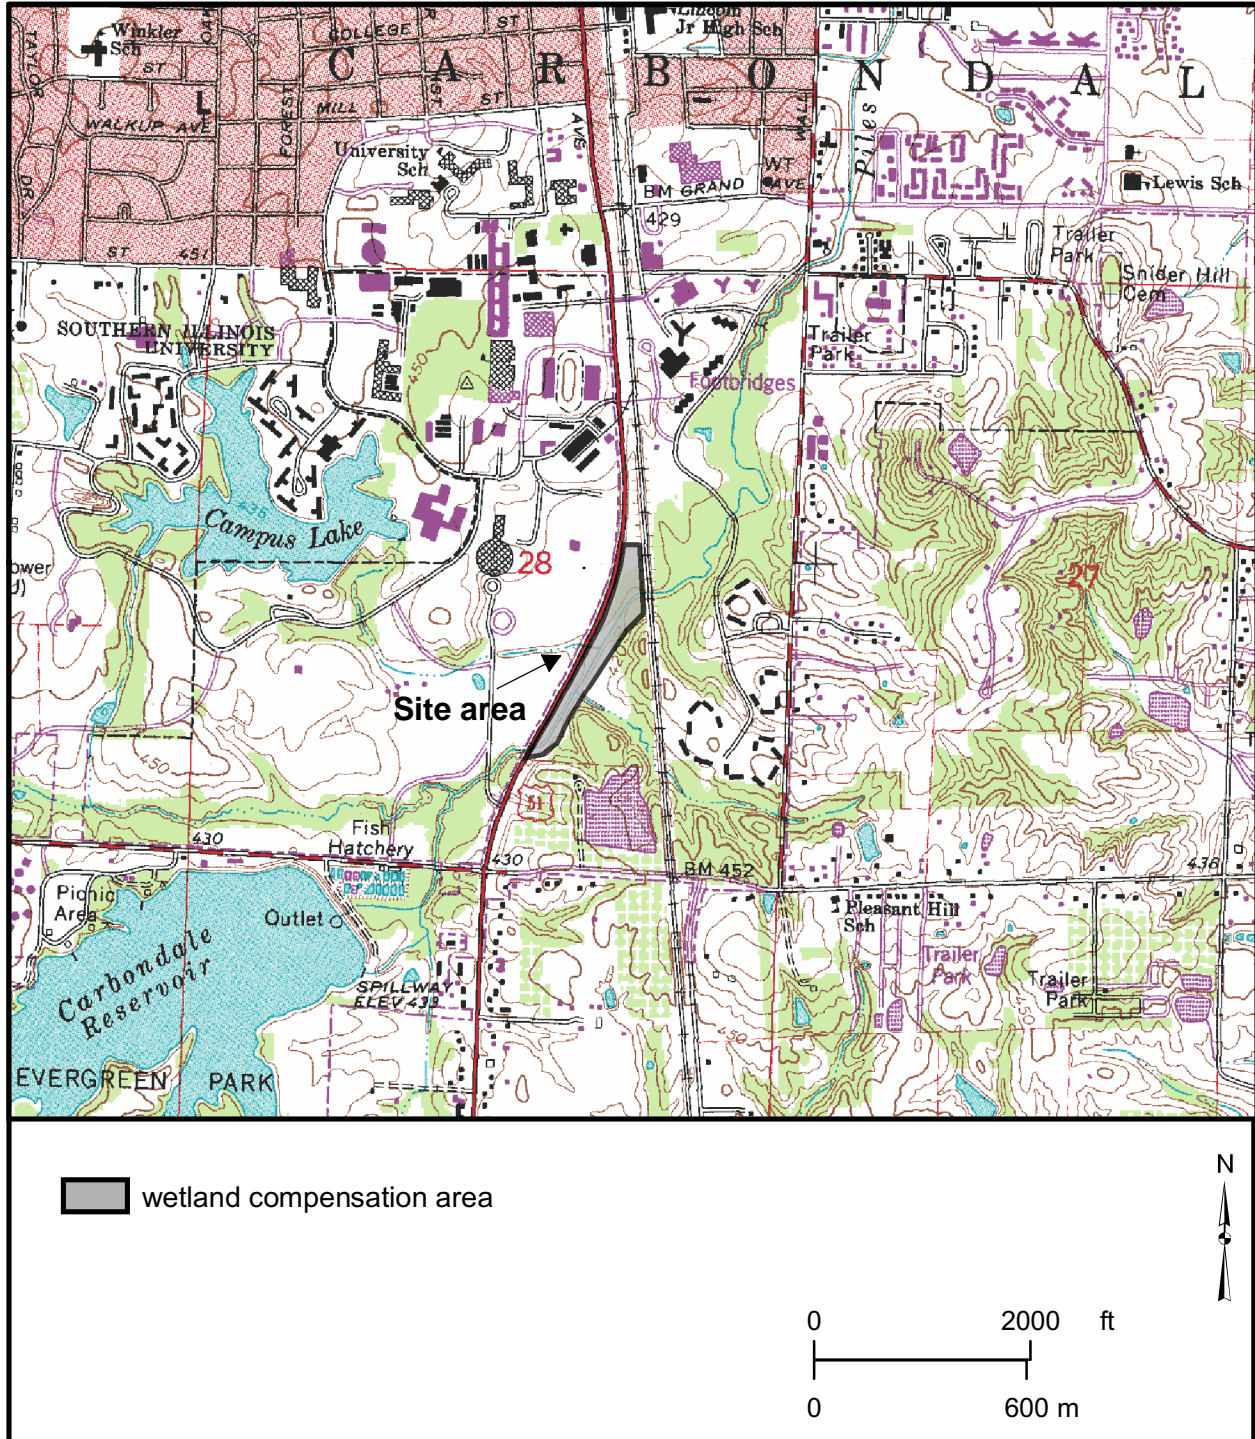 Winkler
Sch
TAYLOR
DR
COLLEGE
ST
Lincoln
Jr High Sch
C A R B O N D A L
ST
MILL
ST
WALKUP AVE
FOREST
AVE
WALL
Piles
University
Sch
WT
AVE
BM GRAND
429
Lewis Sch
ST
451
Trailer
Park
Snider Hill
Cem
SOUTHERN ILLINOIS
UNIVERSITY
450
Trailer
Park
Footbridges
436
Campus Lake
28
27
Site area
450
51
430
Fish
Hatchery
430
BM 452
436
Picnic
Area
Outlet
Pleasant Hill
Sch
Carbondale
Reservoir
Trailer
Park
Trailer
Park
SPILLWAY
ELEV 433
EVERGREEN PARK
wetland compensation area
N
0 2000 ft
0 600 m